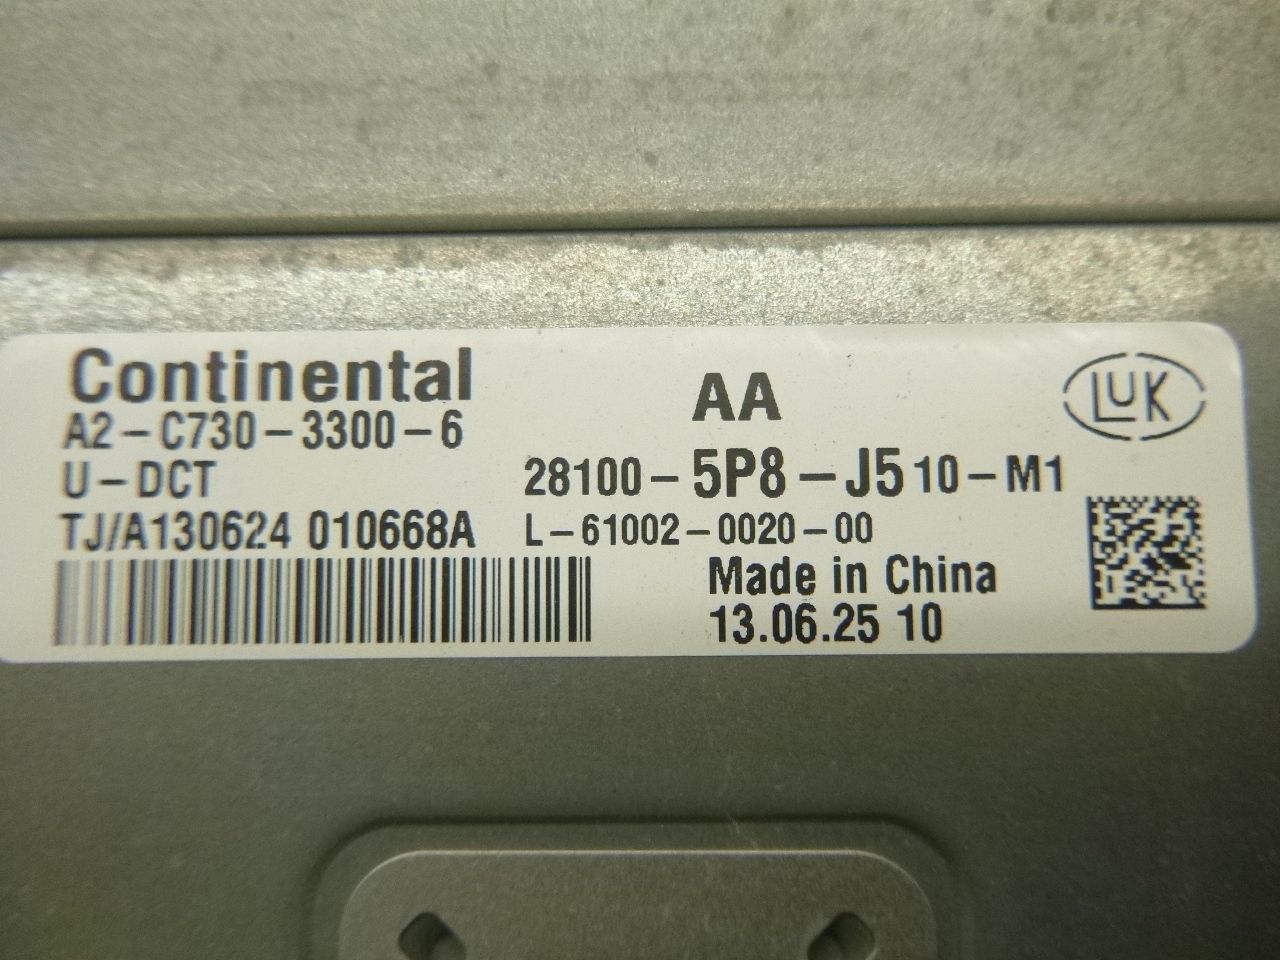 Continental
A2-C730-3300-6
U-DCT
TJ/A130624 010668A
AA
LUK
28100-5P8-J510-M1
L-61002-0020-00
Made in China
13.06.25 10